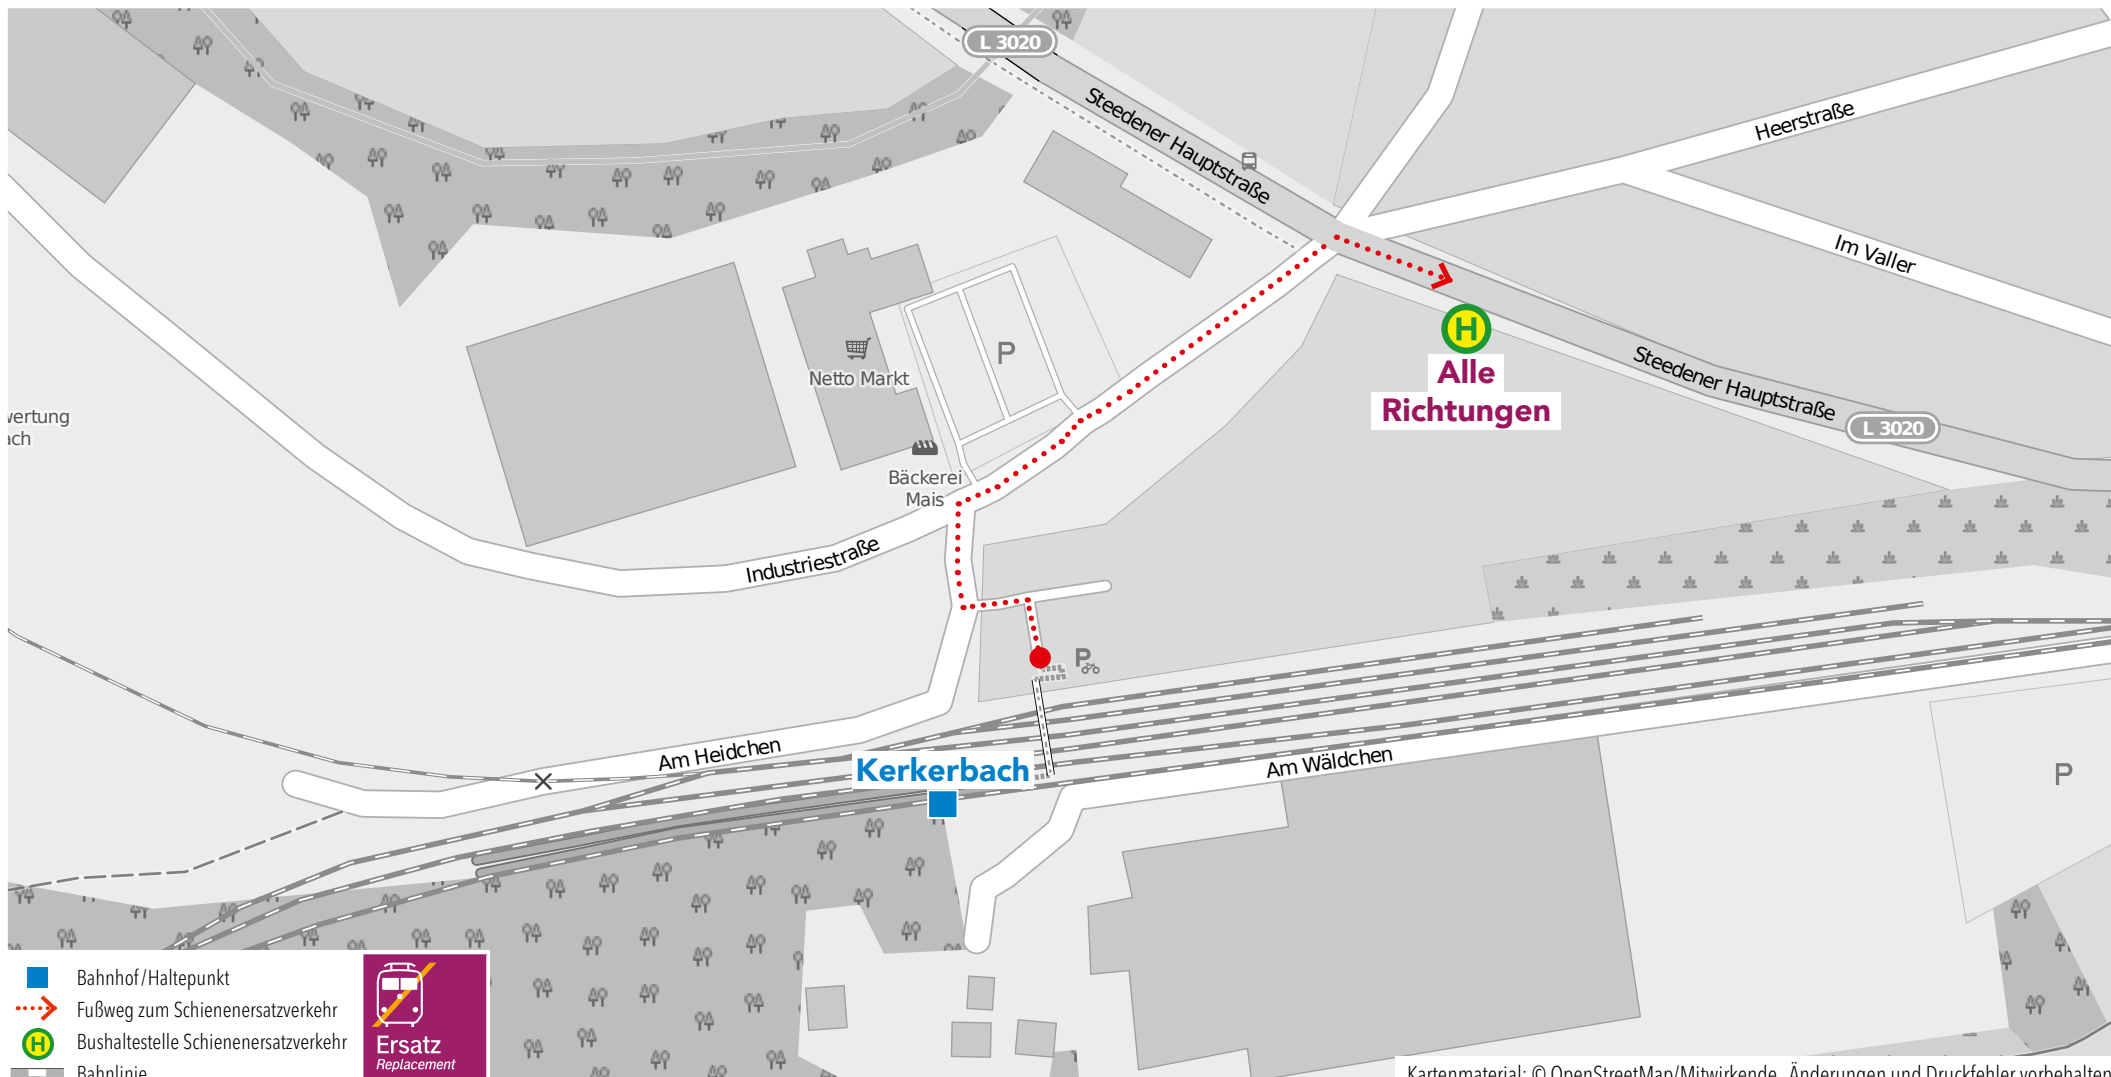 L 3020
Steedener Hauptstraße
Heerstraße
Im Valler
H
Alle
Richtungen
P
Netto Markt
Steedener Hauptstraße
L 3020
wertung
ach
Bäckerei
Mais
Industriestraße
P
Am Heidchen
Kerkerbach
Am Wäldchen
P
Bahnhof/Haltepunkt
Fußweg zum Schienenersatzverkehr
H Bushaltestelle Schienenersatzverkehr
Bahnlinie
Ersatz
Replacement
Kartenmaterial: © OpenStreetMap/Mitwirkende, Änderungen und Druckfehler vorbehalten